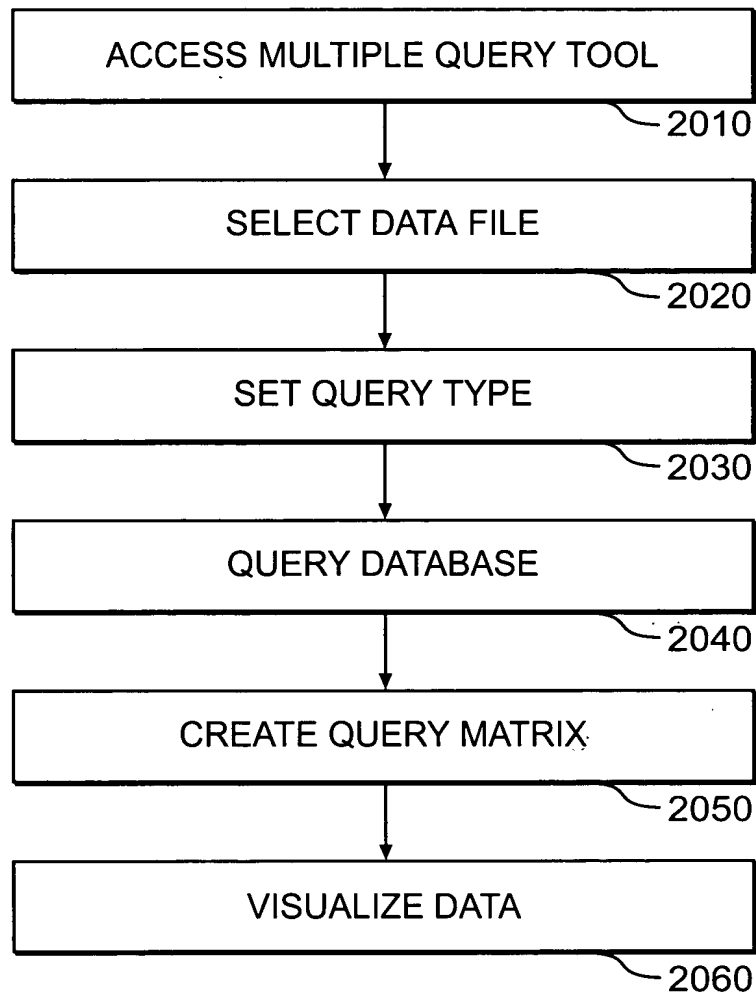 ACCESS MULTIPLE QUERY TOOL
2010
SELECT DATA FILE
2020
SET QUERY TYPE
2030
QUERY DATABASE
2040
CREATE QUERY MATRIX
2050
VISUALIZE DATA
2060